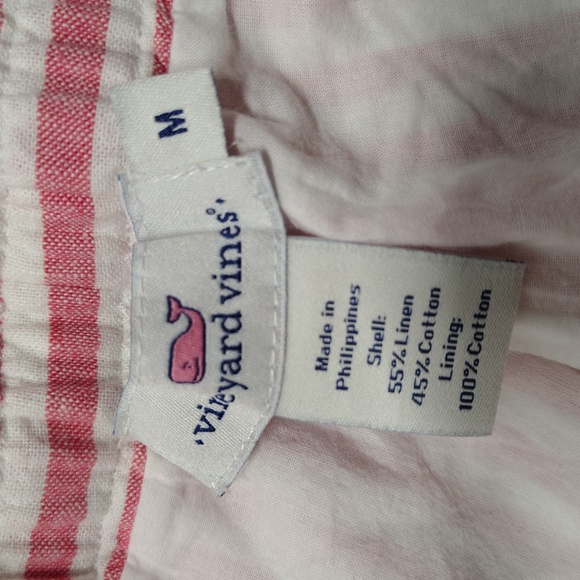 M
vineyard vines®
Made in
Philippines
Shell:
55% Linen
45% Cotton
Lining:
100% Cotton